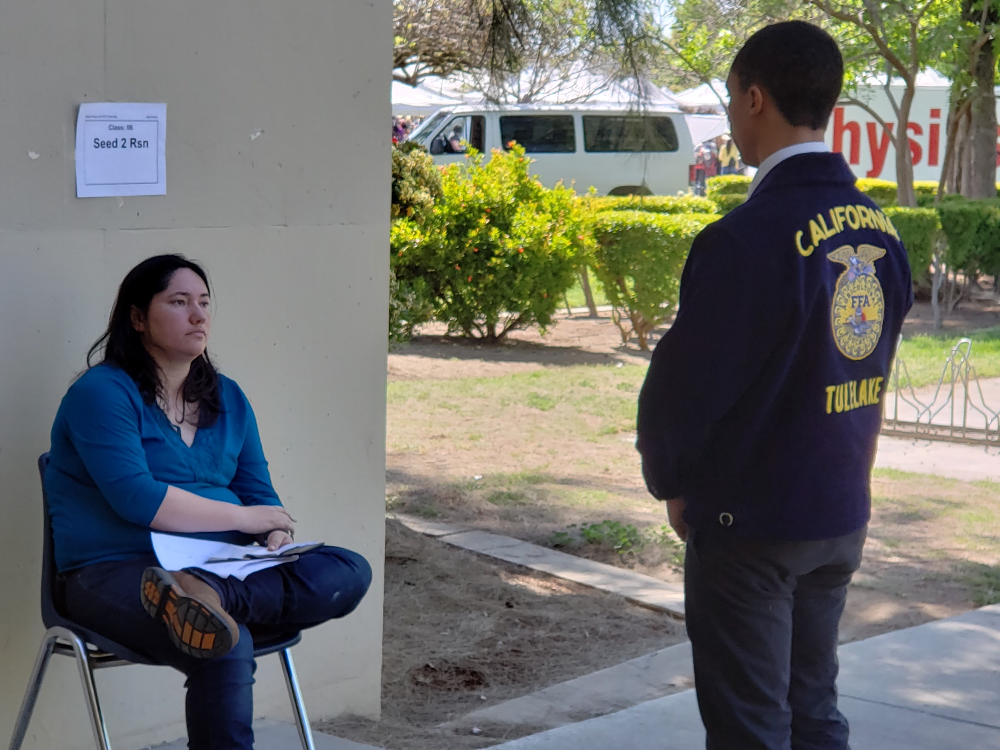 Class: 06
Seed 2 Rsn
hysi
CALIFORNIA
FFA
TULELAKE